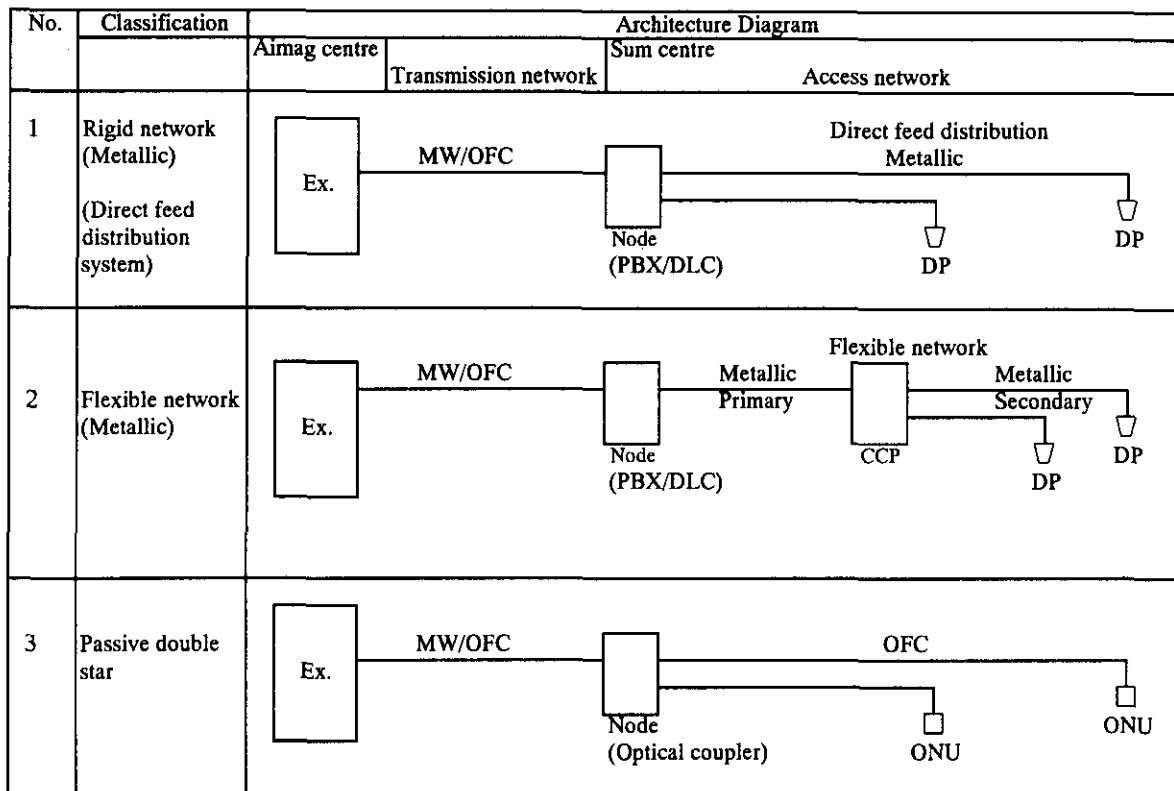 No.
Classification
Architecture Diagram
Aimag centre
Sum centre
Transmission network
Access network
1
Rigid network
(Metallic)
(Direct feed
distribution
system)
Ex.
MW/OFC
Node
(PBX/DLC)
Direct feed distribution
Metallic
DP
DP
2
Flexible network
(Metallic)
Ex.
MW/OFC
Node
(PBX/DLC)
Flexible network
Metallic
Primary
CCP
Metallic
Secondary
DP
DP
3
Passive double
star
Ex.
MW/OFC
Node
(Optical coupler)
OFC
ONU
ONU